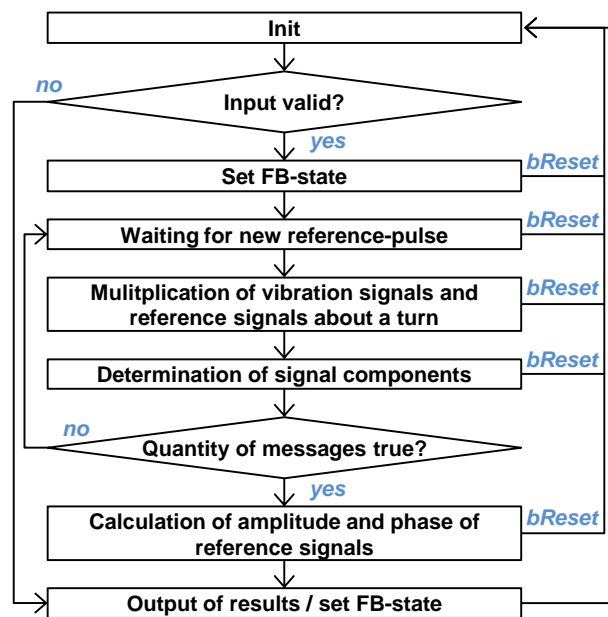 Init
no
Input valid?
yes
bReset
Set FB-state
bReset
Waiting for new reference-pulse
bReset
Mulitplication of vibration signals and
reference signals about a turn
bReset
Determination of signal components
no
Quantity of messages true?
yes
Calculation of amplitude and phase of
reference signals
bReset
Output of results / set FB-state